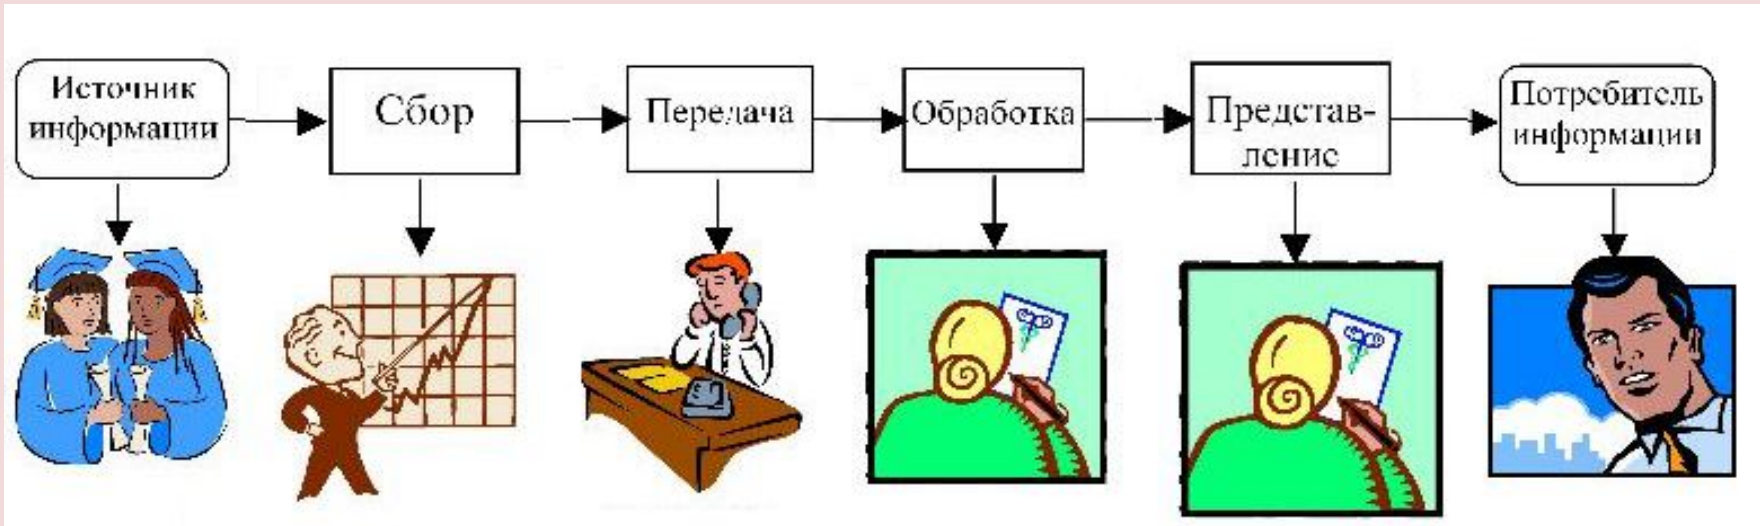 Источник
информации
Сбор
Передача
Обработка
Представ-
ление
Потребитель
информации